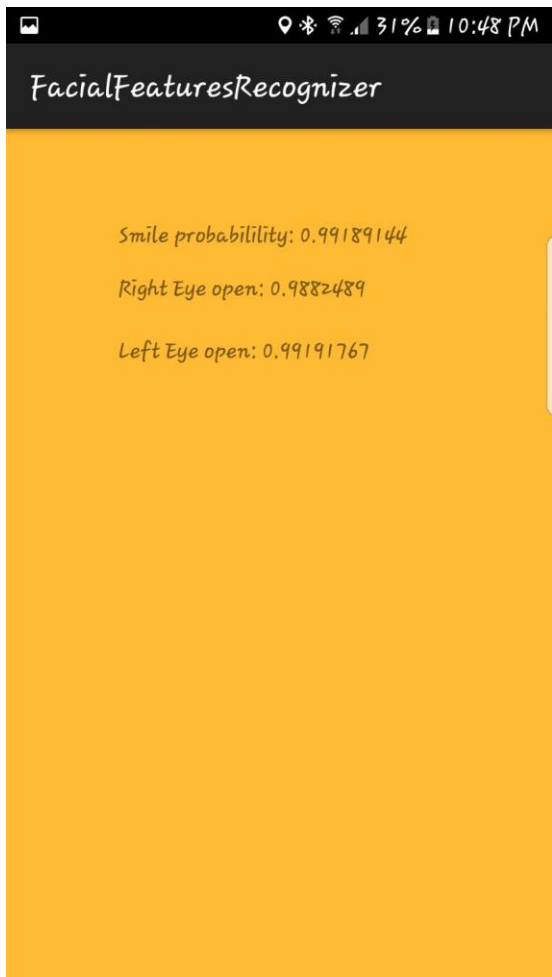 31% 10:48 PM
FacialFeaturesRecognizer
Smile probabilility: 0.99189144
Right Eye open: 0.9882489
Left Eye open: 0.99191767